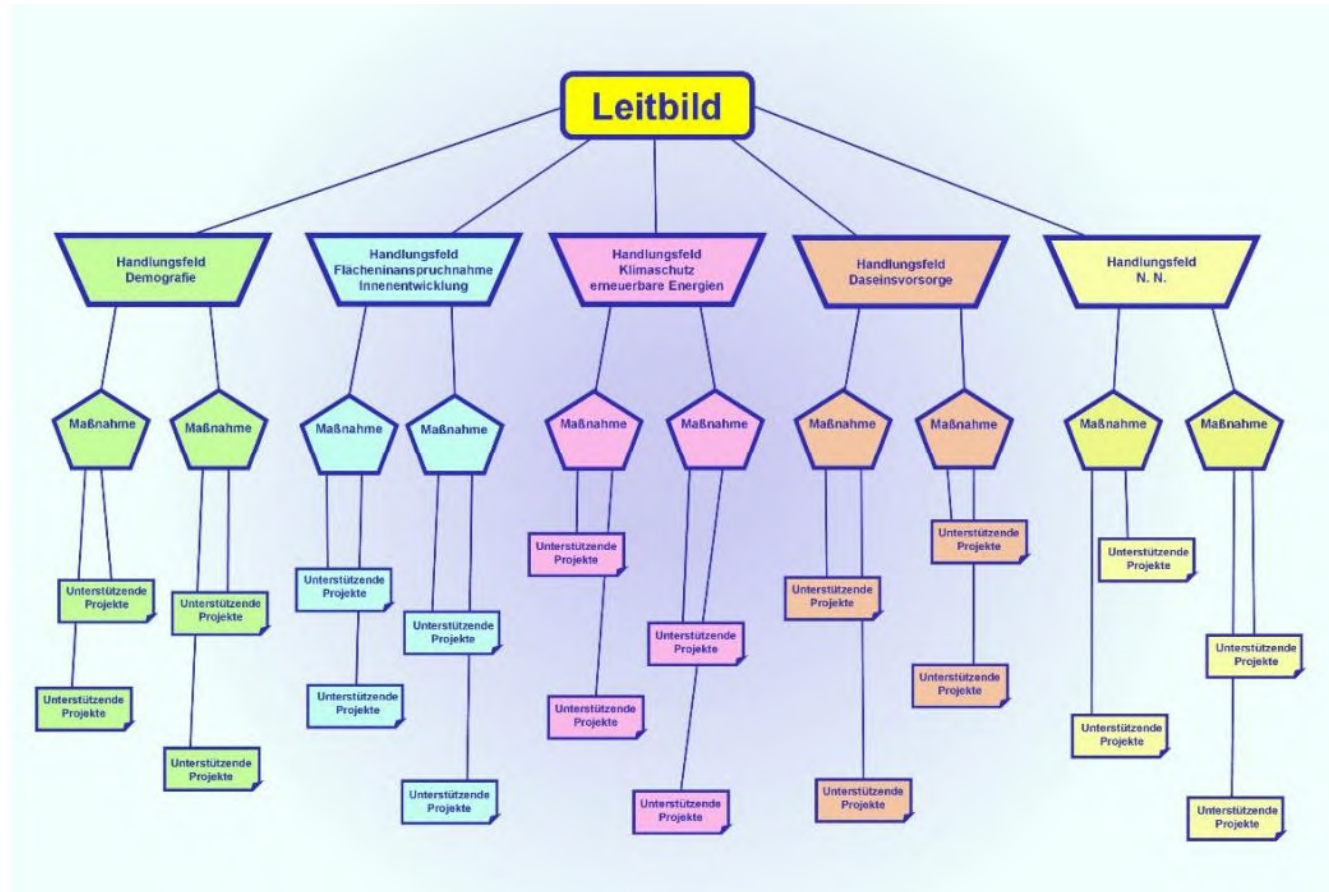 Leitbild
Handlungsfeld
Demografie
Handlungsfeld
Flächeninanspruchnahme
Innenentwicklung
Handlungsfeld
Klimaschutz
erneuerbare Energien
Handlungsfeld
Daseinsvorsorge
Handlungsfeld
N. N.
Maßnahme
Maßnahme
Maßnahme
Maßnahme
Maßnahme
Maßnahme
Maßnahme
Maßnahme
Maßnahme
Maßnahme
Unterstützende
Projekte
Unterstützende
Projekte
Unterstützende
Projekte
Unterstützende
Projekte
Unterstützende
Projekte
Unterstützende
Projekte
Unterstützende
Projekte
Unterstützende
Projekte
Unterstützende
Projekte
Unterstützende
Projekte
Unterstützende
Projekte
Unterstützende
Projekte
Unterstützende
Projekte
Unterstützende
Projekte
Unterstützende
Projekte
Unterstützende
Projekte
Unterstützende
Projekte
Unterstützende
Projekte
Unterstützende
Projekte
Unterstützende
Projekte